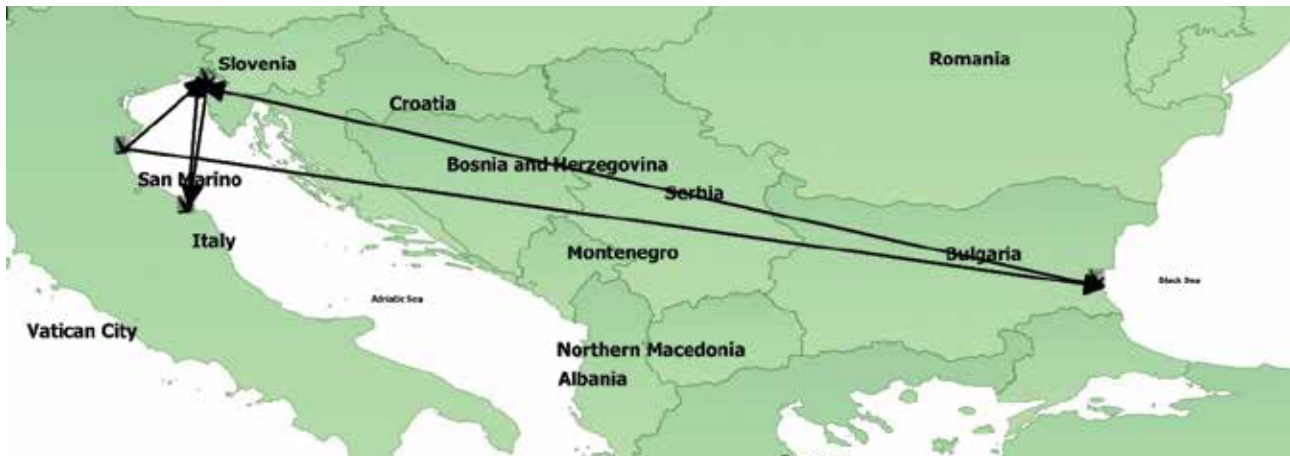 Romania
Slovenia
Croatia
Bosnia and Herzegovina
San Marino
Serbia
Italy
Montenegro
Bulgaria
Black Sea
Adriatic Sea
Vatican City
Northern Macedonia
Albania